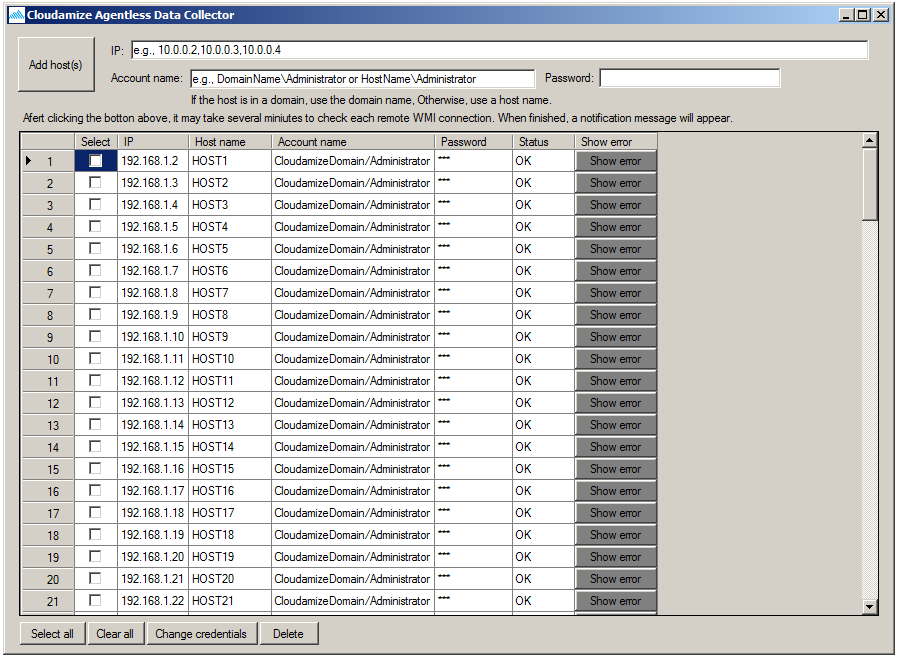 Cloudamize Agentless Data Collector
Add host(s)
IP: e.g., 10.0.0.2,10.0.0.3,10.0.0.4
Account name: e.g., DomainName\Administrator or HostName\Administrator Password:
If the host is in a domain, use the domain name, Otherwise, use a host name.
Afert clicking the botton above, it may take several miniutes to check each remote WMI connection. When finished, a notification message will appear.
Select IP Host name Account name Password Status Show error
1 192.168.1.2 HOST1 CloudamizeDomain/Administrator *** OK Show error
2 192.168.1.3 HOST2 CloudamizeDomain/Administrator *** OK Show error
3 192.168.1.4 HOST3 CloudamizeDomain/Administrator *** OK Show error
4 192.168.1.5 HOST4 CloudamizeDomain/Administrator *** OK Show error
5 192.168.1.6 HOST5 CloudamizeDomain/Administrator *** OK Show error
6 192.168.1.7 HOST6 CloudamizeDomain/Administrator *** OK Show error
7 192.168.1.8 HOST7 CloudamizeDomain/Administrator *** OK Show error
8 192.168.1.9 HOST8 CloudamizeDomain/Administrator *** OK Show error
9 192.168.1.10 HOST9 CloudamizeDomain/Administrator *** OK Show error
10 192.168.1.11 HOST10 CloudamizeDomain/Administrator *** OK Show error
11 192.168.1.12 HOST11 CloudamizeDomain/Administrator *** OK Show error
12 192.168.1.13 HOST12 CloudamizeDomain/Administrator *** OK Show error
13 192.168.1.14 HOST13 CloudamizeDomain/Administrator *** OK Show error
14 192.168.1.15 HOST14 CloudamizeDomain/Administrator *** OK Show error
15 192.168.1.16 HOST15 CloudamizeDomain/Administrator *** OK Show error
16 192.168.1.17 HOST16 CloudamizeDomain/Administrator *** OK Show error
17 192.168.1.18 HOST17 CloudamizeDomain/Administrator *** OK Show error
18 192.168.1.19 HOST18 CloudamizeDomain/Administrator *** OK Show error
19 192.168.1.20 HOST19 CloudamizeDomain/Administrator *** OK Show error
20 192.168.1.21 HOST20 CloudamizeDomain/Administrator *** OK Show error
21 192.168.1.22 HOST21 CloudamizeDomain/Administrator *** OK Show error
Select all Clear all Change credentials Delete